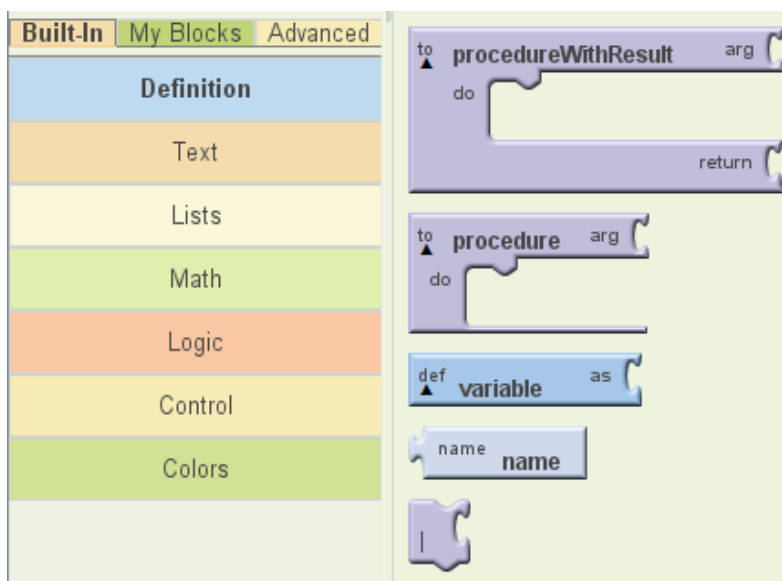 Built-In My Blocks Advanced
Definition
Text
Lists
Math
Logic
Control
Colors
to procedureWithResult arg
do
return
to procedure arg
do
def variable as
name name